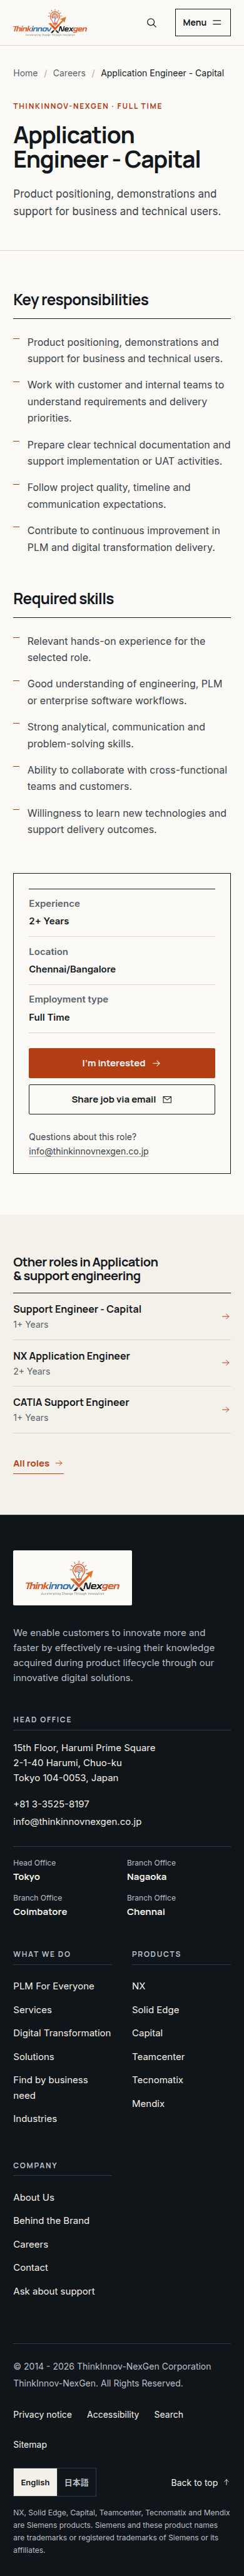 ThinkinnovXNexgen
Menu
Home / Careers / Application Engineer - Capital
THINKINNOV-NEXGEN · FULL TIME
Application
Engineer - Capital
Product positioning, demonstrations and
support for business and technical users.
Key responsibilities
Product positioning, demonstrations and
support for business and technical users.
Work with customer and internal teams to
understand requirements and delivery
priorities.
Prepare clear technical documentation and
support implementation or UAT activities.
Follow project quality, timeline and
communication expectations.
Contribute to continuous improvement in
PLM and digital transformation delivery.
Required skills
Relevant hands-on experience for the
selected role.
Good understanding of engineering, PLM
or enterprise software workflows.
Strong analytical, communication and
problem-solving skills.
Ability to collaborate with cross-functional
teams and customers.
Willingness to learn new technologies and
support delivery outcomes.
Experience
2+ Years
Location
Chennai/Bangalore
Employment type
Full Time
I'm interested →
Share job via email
Questions about this role?
info@thinkinnovnexgen.co.jp
Other roles in Application
& support engineering
Support Engineer - Capital →
1+ Years
NX Application Engineer →
2+ Years
CATIA Support Engineer →
1+ Years
All roles →
ThinkinnovXNexgen
We enable customers to innovate more and
faster by effectively re-using their knowledge
acquired during product lifecycle through our
innovative digital solutions.
HEAD OFFICE
15th Floor, Harumi Prime Square
2-1-40 Harumi, Chuo-ku
Tokyo 104-0053, Japan
+81 3-3525-8197
info@thinkinnovnexgen.co.jp
Head Office
Tokyo
Branch Office
Nagaoka
Branch Office
Coimbatore
Branch Office
Chennai
WHAT WE DO
PLM For Everyone
Services
Digital Transformation
Solutions
Find by business
need
Industries
PRODUCTS
NX
Solid Edge
Capital
Teamcenter
Tecnomatix
Mendix
COMPANY
About Us
Behind the Brand
Careers
Contact
Ask about support
© 2014 - 2026 ThinkInnov-NexGen Corporation
ThinkInnov-NexGen. All Rights Reserved.
Privacy notice Accessibility Search
Sitemap
English 日本語 Back to top ↑
NX, Solid Edge, Capital, Teamcenter, Tecnomatix and Mendix
are Siemens products. Siemens and these product names
are trademarks or registered trademarks of Siemens or its
affiliates.